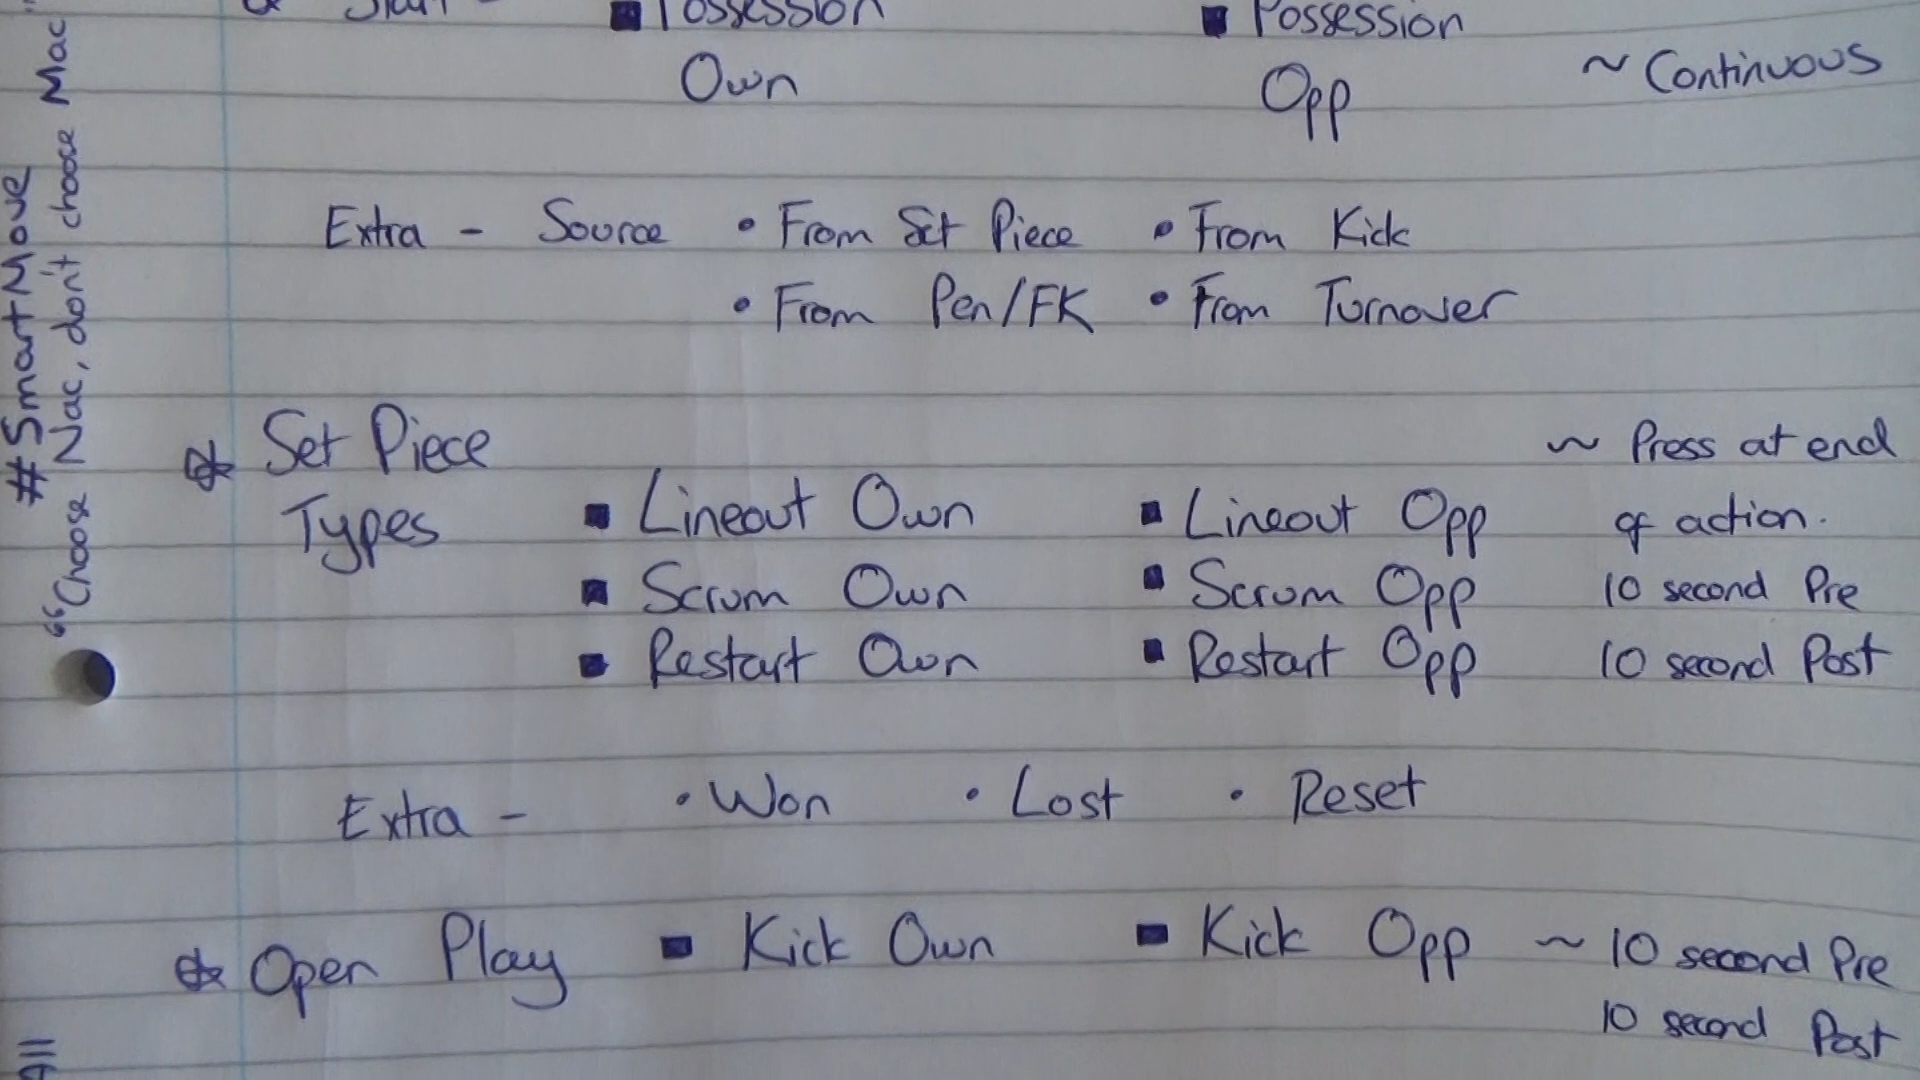 Start ■ Possession ■ Possession
Own Opp ~ Continuous
Extra - Source • From Set Piece • From Kick
• From Pen/FK • From Turnover
Set Piece ~ Press at end
Types ■ Lineout Own ■ Lineout Opp of action.
■ Scrum Own ■ Scrum Opp 10 second Pre
■ Restart Own ■ Restart Opp 10 second Post
Extra - • Won • Lost • Reset
Open Play ■ Kick Own ■ Kick Opp ~ 10 second Pre
10 second Post
#SmartMove
"Choose Nac, don't choose Mac"